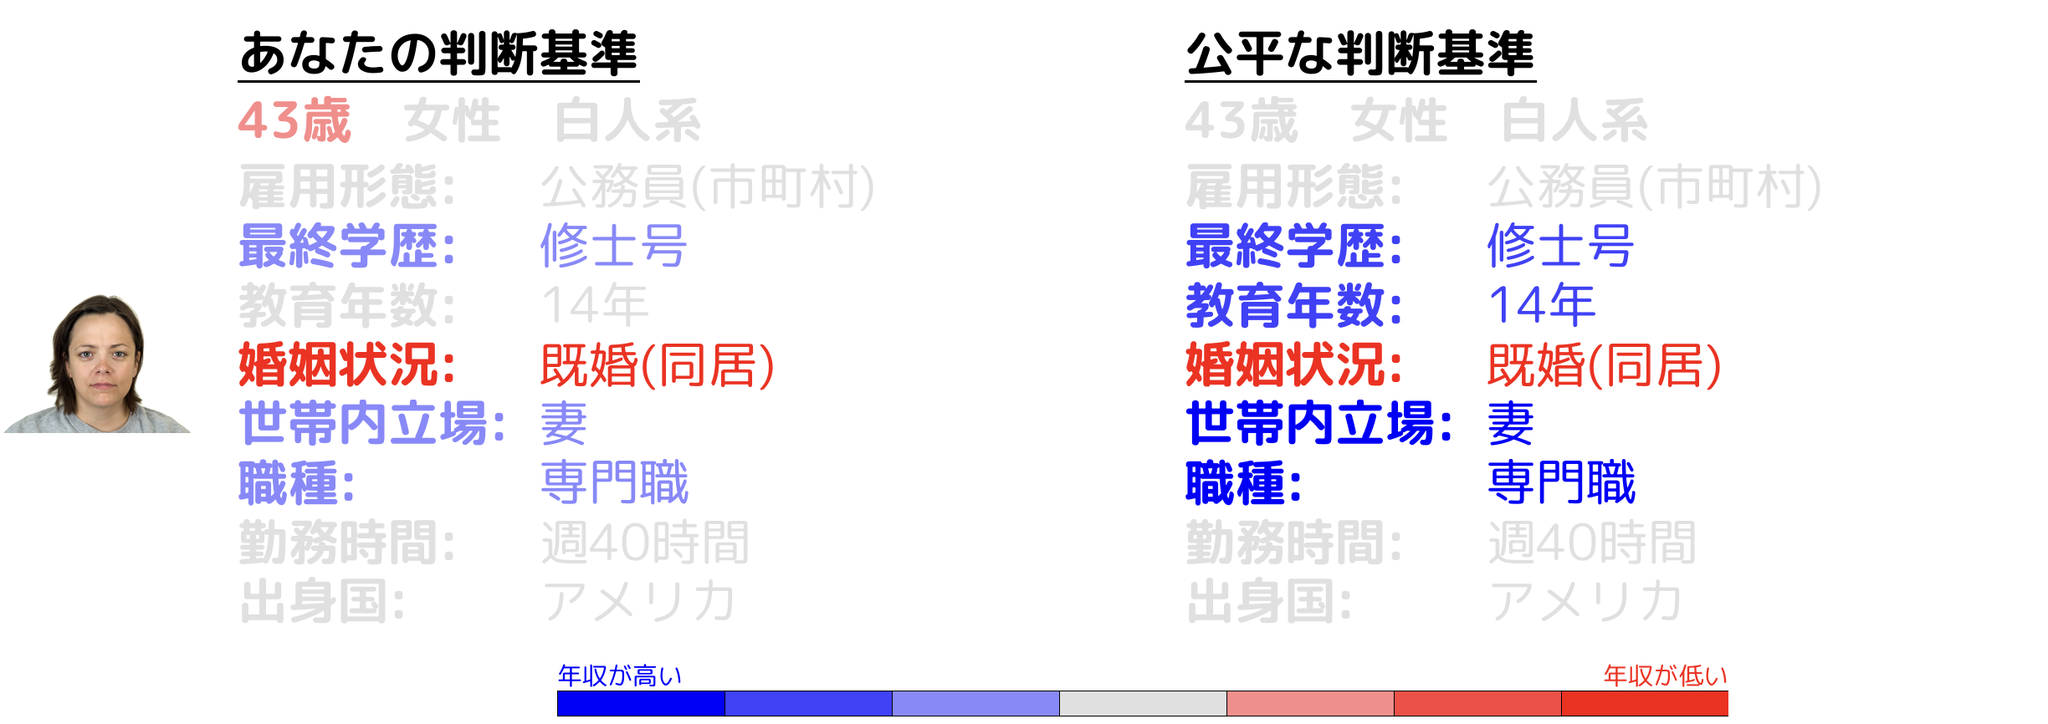 あなたの判断基準
43歳 女性 白人系
雇用形態: 公務員(市町村)
最終学歴: 修士号
教育年数: 14年
婚姻状況: 既婚(同居)
世帯内立場: 妻
職種: 専門職
勤務時間: 週40時間
出身国: アメリカ
公平な判断基準
43歳 女性 白人系
雇用形態: 公務員(市町村)
最終学歴: 修士号
教育年数: 14年
婚姻状況: 既婚(同居)
世帯内立場: 妻
職種: 専門職
勤務時間: 週40時間
出身国: アメリカ
年収が高い
年収が低い